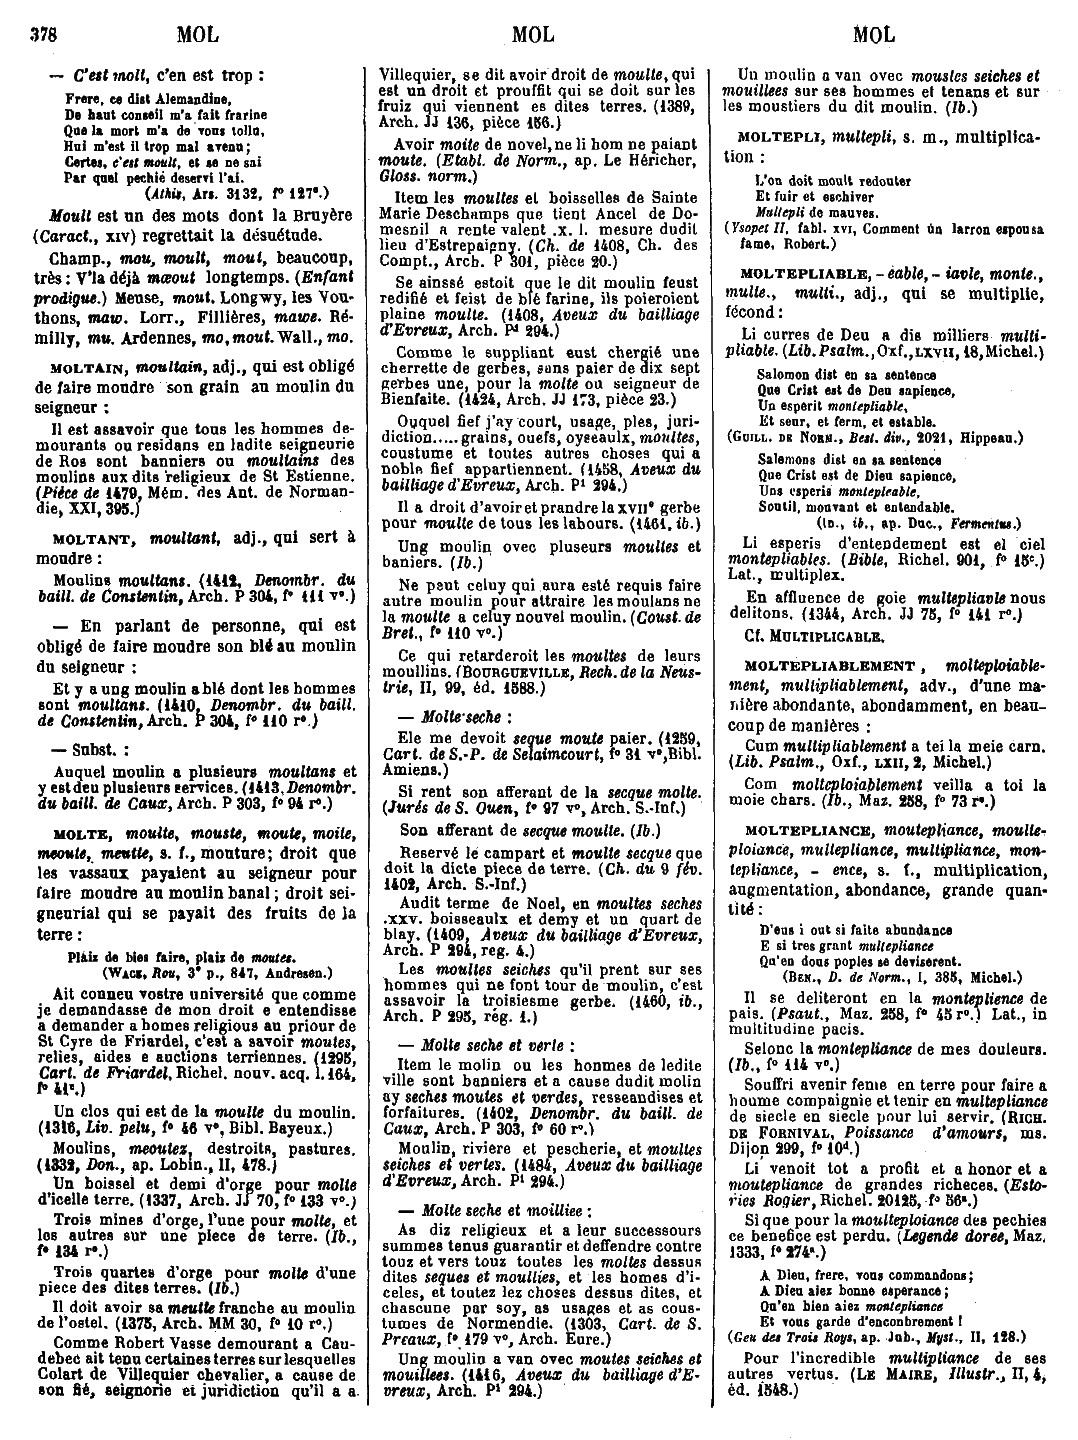 378 MOL MOL MOL
— C'est molt, c'en est trop :
Frere, ce dist Alemandine,
De haut conseil m'a fait frarine
Que la mort m'a de vous tollu,
Hui m'est il trop mal avenu ;
Certes, c'est moult, et se ne sai
Par quel pechié deservi l'ai.
(Athis, Ars. 3132, f° 127ª.)
Moult est un des mots dont la Bruyère
(Caract., XIV) regrettait la désuétude.
Champ., mou, moult, mout, beaucoup,
très : V'la déjà mœout longtemps. (Enfant
prodigue.) Meuse, mout. Longwy, les Vou-
thons, maw. Lorr., Fillières, mawe. Ré-
milly, mu. Ardennes, mo, mout. Wall., mo.
MOLTAIN, moultain, adj., qui est obligé
de faire moudre son grain au moulin du
seigneur :
Il est assavoir que tous les hommes de-
mourants ou residans en ladite seigneurie
de Ros sont banniers ou moultains des
moulins aux dits religieux de St Estienne.
(Pièce de 1479, Mém. des Ant. de Norman-
die, XXI, 395.)
MOLTANT, moultant, adj., qui sert à
moudre :
Moulins moultans. (1412, Denombr. du
baill. de Constentin, Arch. P 304, f° 111 v°.)
— En parlant de personne, qui est
obligé de faire moudre son blé au moulin
du seigneur :
Et y a ung moulin a blé dont les hommes
sont moultans. (1410, Denombr. du baill.
de Constentin, Arch. P 304, f° 110 r°.)
— Subst. :
Auquel moulin a plusieurs moultans et
y est deu plusieurs services. (1413, Denombr.
du baill. de Caux, Arch. P 303, f° 94 r°.)
MOLTE, moulte, mouste, moute, moite,
meoute, meutte, s. f., mouture ; droit que
les vassaux payaient au seigneur pour
faire moudre au moulin banal ; droit sei-
gneurial qui se payait des fruits de la
terre :
Plaiz de bies faire, plaiz de moutes.
(WACE, Rou, 3° p., 847, Andresen.)
Ait conneu vostre université que comme
je demandasse de mon droit e entendisse
a demander a homes religious au priour de
St Cyre de Friardel, c'est a savoir moutes,
relies, aides e auctions terriennes. (1295,
Cart. de Friardel, Richel. nouv. acq. l. 164,
f° 41ª.)
Un clos qui est de la moulte du moulin.
(1316, Liv. pelu, f° 46 v°, Bibl. Bayeux.)
Moulins, meoutez, destroits, pastures.
(1332, Don., ap. Lobin., II, 478.)
Un boissel et demi d'orge pour molte
d'icelle terre. (1337, Arch. JJ 70, f° 133 v°.)
Trois mines d'orge, l'une pour molte, et
los autres sur une piece de terre. (Ib.,
f° 134 r°.)
Trois quartes d'orge pour molte d'une
piece des dites terres. (Ib.)
Il doit avoir sa meulte franche au moulin
de l'ostel. (1375, Arch. MM 30, f° 10 r°.)
Comme Robert Vasse demourant a Cau-
debec ait tenu certaines terres sur lesquelles
Colart de Villequier chevalier, a cause de
son fié, seignorie et juridiction qu'il a a
Villequier, se dit avoir droit de moulte, qui
est un droit et prouffit qui se doit sur les
fruiz qui viennent es dites terres. (1389,
Arch. JJ 136, pièce 156.)
Avoir moite de novel, ne li hom ne paiant
moute. (Etabl. de Norm., ap. Le Héricher,
Gloss. norm.)
Item les moultes et boisselles de Sainte
Marie Deschamps que tient Ancel de Do-
mesnil a rente valent .x. l. mesure dudit
lieu d'Estrepaigny. (Ch. de 1408, Ch. des
Compt., Arch. P 301, pièce 20.)
Se ainssé estoit que le dit moulin feust
redifié et feist de blé farine, ils poieroient
plaine moulte. (1408, Aveux du bailliage
d'Evreux, Arch. Pᵈ 294.)
Comme le suppliant eust chergié une
cherrette de gerbes, sans paier de dix sept
gerbes une, pour la molte ou seigneur de
Bienfaite. (1424, Arch. JJ 173, pièce 23.)
Ouquel fief j'ay court, usage, ples, juri-
diction..... grains, ouefs, oyseeaulx, moultes,
coustume et toutes autres choses qui a
noble fief appartiennent. (1458, Aveux du
bailliage d'Evreux, Arch. P¹ 294.)
Il a droit d'avoir et prandre la XVII° gerbe
pour moulte de tous les labours. (1461, ib.)
Ung moulin ovec pluseurs moultes et
baniers. (Ib.)
Ne peut celuy qui aura esté requis faire
autre moulin pour attraire les moulans ne
la moulte a celuy nouvel moulin. (Coust. de
Bret., f° 110 v°.)
Ce qui retarderoit les moultes de leurs
moullins. (BOURGUEVILLE, Rech. de la Neus-
trie, II, 99, éd. 1588.)
— Molte seche :
Ele me devoit seque moute paier. (1259,
Cart. de S.-P. de Selaimcourt, f° 31 v°, Bibl.
Amiens.)
Si rent son afferant de la secque molte.
(Jurés de S. Ouen, f° 97 v°, Arch. S.-Inf.)
Son afferant de secque moulte. (Ib.)
Reservé le campart et moulte secque que
doit la dicte piece de terre. (Ch. du 9 fév.
1402, Arch. S.-Inf.)
Audit terme de Noel, en moultes seches
.xxv. boisseaulx et demy et un quart de
blay. (1409, Aveux du bailliage d'Evreux,
Arch. P 294, reg. 4.)
Les moultes seiches qu'il prent sur ses
hommes qui ne font tour de moulin, c'est
assavoir la troisiesme gerbe. (1460, ib.,
Arch. P 295, rég. 1.)
— Molte seche et verte :
Item le molin ou les honmes de ledite
ville sont banniers et a cause dudit molin
ay seches moutes et verdes, resseandises et
forfaitures. (1402, Denombr. du baill. de
Caux, Arch. P 303, f° 60 r°.)
Moulin, riviere et pescherie, et moultes
seiches et vertes. (1484, Aveux du bailliage
d'Evreux, Arch. P¹ 294.)
— Molte seche et moilliee :
As diz religieux et a leur successours
summes tenus guarantir et deffendre contre
touz et vers touz toutes les moltes dessus
dites seques et moullies, et les homes d'i-
celes, et toutez lez choses dessus dites, et
chascune par soy, as usages et as cous-
tumes de Normendie. (1303, Cart. de S.
Preaux, f° 179 v°, Arch. Eure.)
Ung moulin a van ovec moutes seiches et
mouillees. (1416, Aveux du bailliage d'E-
vreux, Arch. P¹ 294.)
Un moulin a van ovec mousles seiches et
mouillees sur ses hommes et tenans et sur
les moustiers du dit moulin. (Ib.)
MOLTEPLI, multepli, s. m., multiplica-
tion :
L'on doit moult redouter
Et fuir et eschiver
Multepli de mauves.
(Ysopet II, fabl. XVI, Comment un larron espousa
fame, Robert.)
MOLTEPLIABLE, - éable, - iavle, monte.,
multe., multi., adj., qui se multiplie,
fécond :
Li curres de Deu a dis milliers multi-
pliable. (Lib. Psalm., Oxf., LXVII, 18, Michel.)
Salomon dist en sa sentence
Que Crist est de Deu sapience,
Un esperit montepliable,
Et seur, et ferm, et estable.
(GUILL. DE NORM., Best. div., 2021, Hippeau.)
Salemons dist en sa sentence
Que Crist est de Dieu sapience,
Uns esperis montepleable,
Soutil, mouvant et entendable.
(ID., ib., ap. Duc., Fermentus.)
Li esperis d'entendement est el ciel
montepliables. (Bible, Richel. 901, f° 15ᶜ.)
Lat., multiplex.
En affluence de goie multepliavle nous
delitons. (1344, Arch. JJ 75, f° 141 r°.)
Cf. MULTIPLICABLE.
MOLTEPLIABLEMENT, molteploiable-
ment, multipliablement, adv., d'une ma-
nière abondante, abondamment, en beau-
coup de manières :
Cum multipliablement a tei la meie carn.
(Lib. Psalm., Oxf., LXII, 2, Michel.)
Com molteploiablement veilla a toi la
moie chars. (Ib., Maz. 258, f° 73 r°.)
MOLTEPLIANCE, moutepliance, moulte-
ploiance, multepliance, multipliance, mon-
tepliance, - ence, s. f., multiplication,
augmentation, abondance, grande quan-
tité :
D'eus i out si faite abundance
E si tres grant multepliance
Qu'en dous poples se deviserent.
(BEN., D. de Norm., I, 385, Michel.)
Il se deliteront en la monteplience de
pais. (Psaut., Maz. 258, f° 45 r°.) Lat., in
multitudine pacis.
Selonc la montepliance de mes douleurs.
(Ib., f° 114 v°.)
Souffri avenir feme en terre pour faire a
houme compaignie et tenir en multepliance
de siecle en siecle pour lui servir. (RICH.
DE FORNIVAL, Poissance d'amours, ms.
Dijon 299, f° 10ᵈ.)
Li venoit tot a profit et a honor et a
moutepliance de grandes richeces. (Esto-
ries Rogier, Richel. 20125, f° 56ª.)
Si que pour la moulteploiance des pechies
ce benefice est perdu. (Legende doree, Maz.
1333, f° 274ª.)
A Dieu, frere, vous commandons ;
A Dieu aiez bonne esperance ;
Qu'en bien aiez montepliance
Et vous garde d'enconbrement !
(Geu des Trois Roys, ap. Jub., Myst., II, 128.)
Pour l'incredible multipliance de ses
autres vertus. (LE MAIRE, Illustr., II, 4,
éd. 1548.)